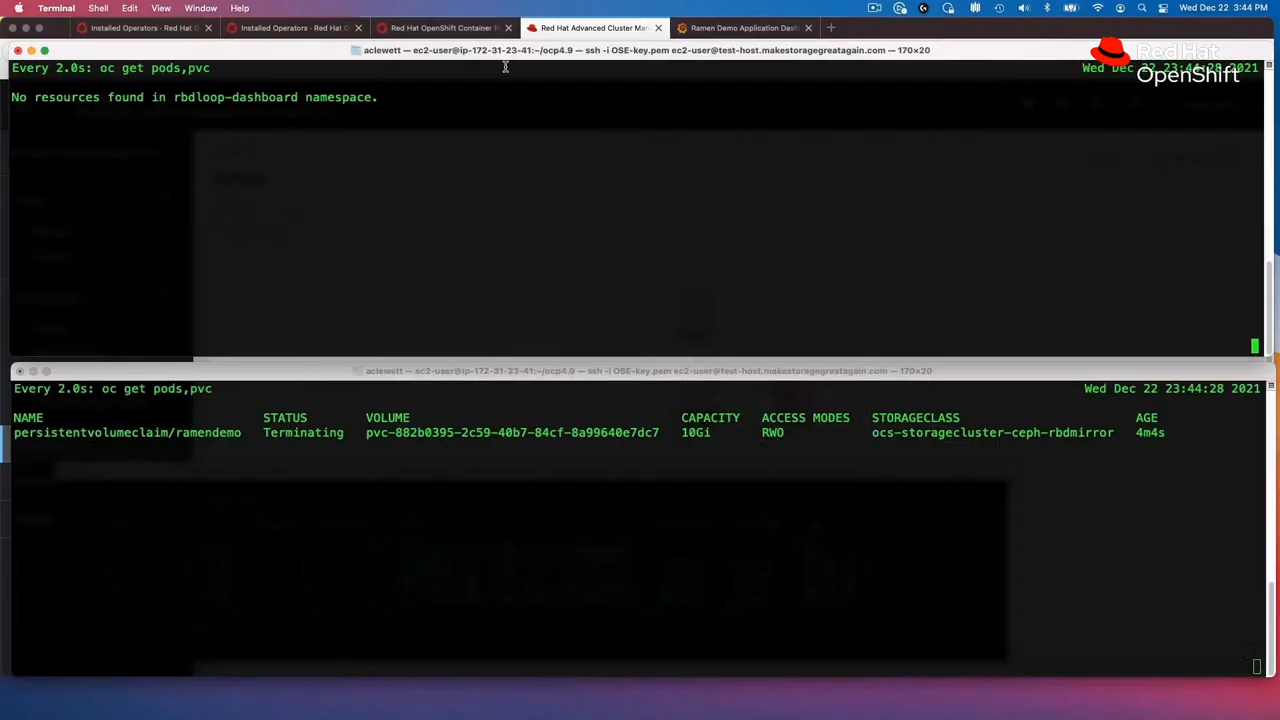 Terminal Shell Edit View Window Help Wed Dec 22 3:44 PM
Installed Operators - Red Hat O Installed Operators - Red Hat O Red Hat OpenShift Container P Red Hat Advanced Cluster Man Ramen Demo Application Dash
aclewett — ec2-user@ip-172-31-23-41:~/ocp4.9 — ssh -i OSE-key.pem ec2-user@test-host.makestoragegreatagain.com — 170×20
Red Hat
OpenShift
Every 2.0s: oc get pods,pvc Wed Dec 22 23:44:28 2021
No resources found in rbdloop-dashboard namespace.
aclewett — ec2-user@ip-172-31-23-41:~/ocp4.9 — ssh -i OSE-key.pem ec2-user@test-host.makestoragegreatagain.com — 170×20
Every 2.0s: oc get pods,pvc Wed Dec 22 23:44:28 2021
NAME STATUS VOLUME CAPACITY ACCESS MODES STORAGECLASS AGE
persistentvolumeclaim/ramendemo Terminating pvc-882b0395-2c59-40b7-84cf-8a99640e7dc7 10Gi RWO ocs-storagecluster-ceph-rbdmirror 4m4s